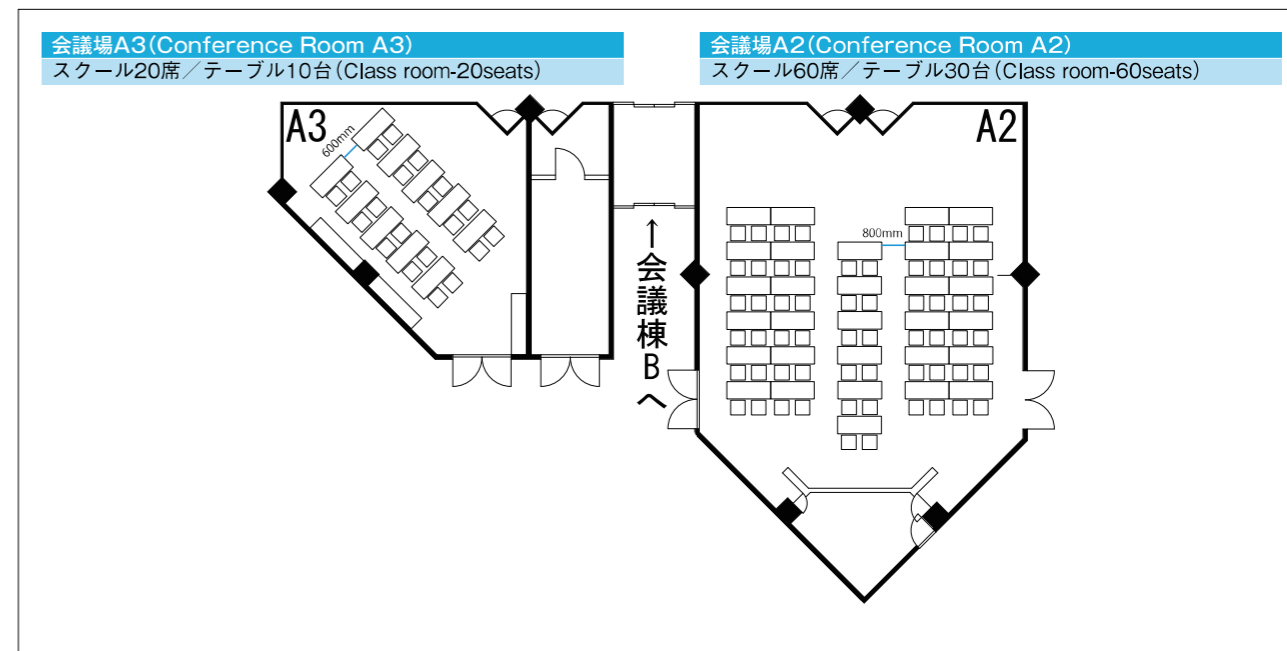 会議場A3(Conference Room A3)
スクール20席/テーブル10台(Class room-20seats)
会議場A2(Conference Room A2)
スクール60席/テーブル30台(Class room-60seats)
A3
600mm
A2
800mm
↑会議棟Bへ